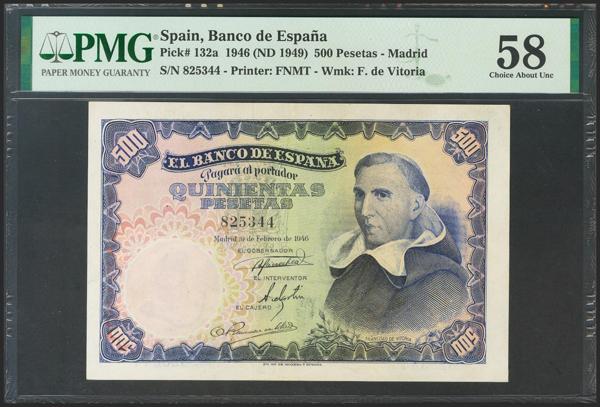 PMG
PAPER MONEY GUARANTY
Spain, Banco de España
Pick# 132a 1946 (ND 1949) 500 Pesetas - Madrid
S/N 825344 - Printer: FNMT - Wmk: F. de Vitoria
58
Choice About Unc
500
500
EL BANCO DE ESPAÑA
Pagará al portador
QUINIENTAS
PESETAS
825344
Madrid 19 de Febrero de 1946
EL GOBERNADOR
EL INTERVENTOR
EL CAJERO
FRANCISCO DE VITORIA
500
500